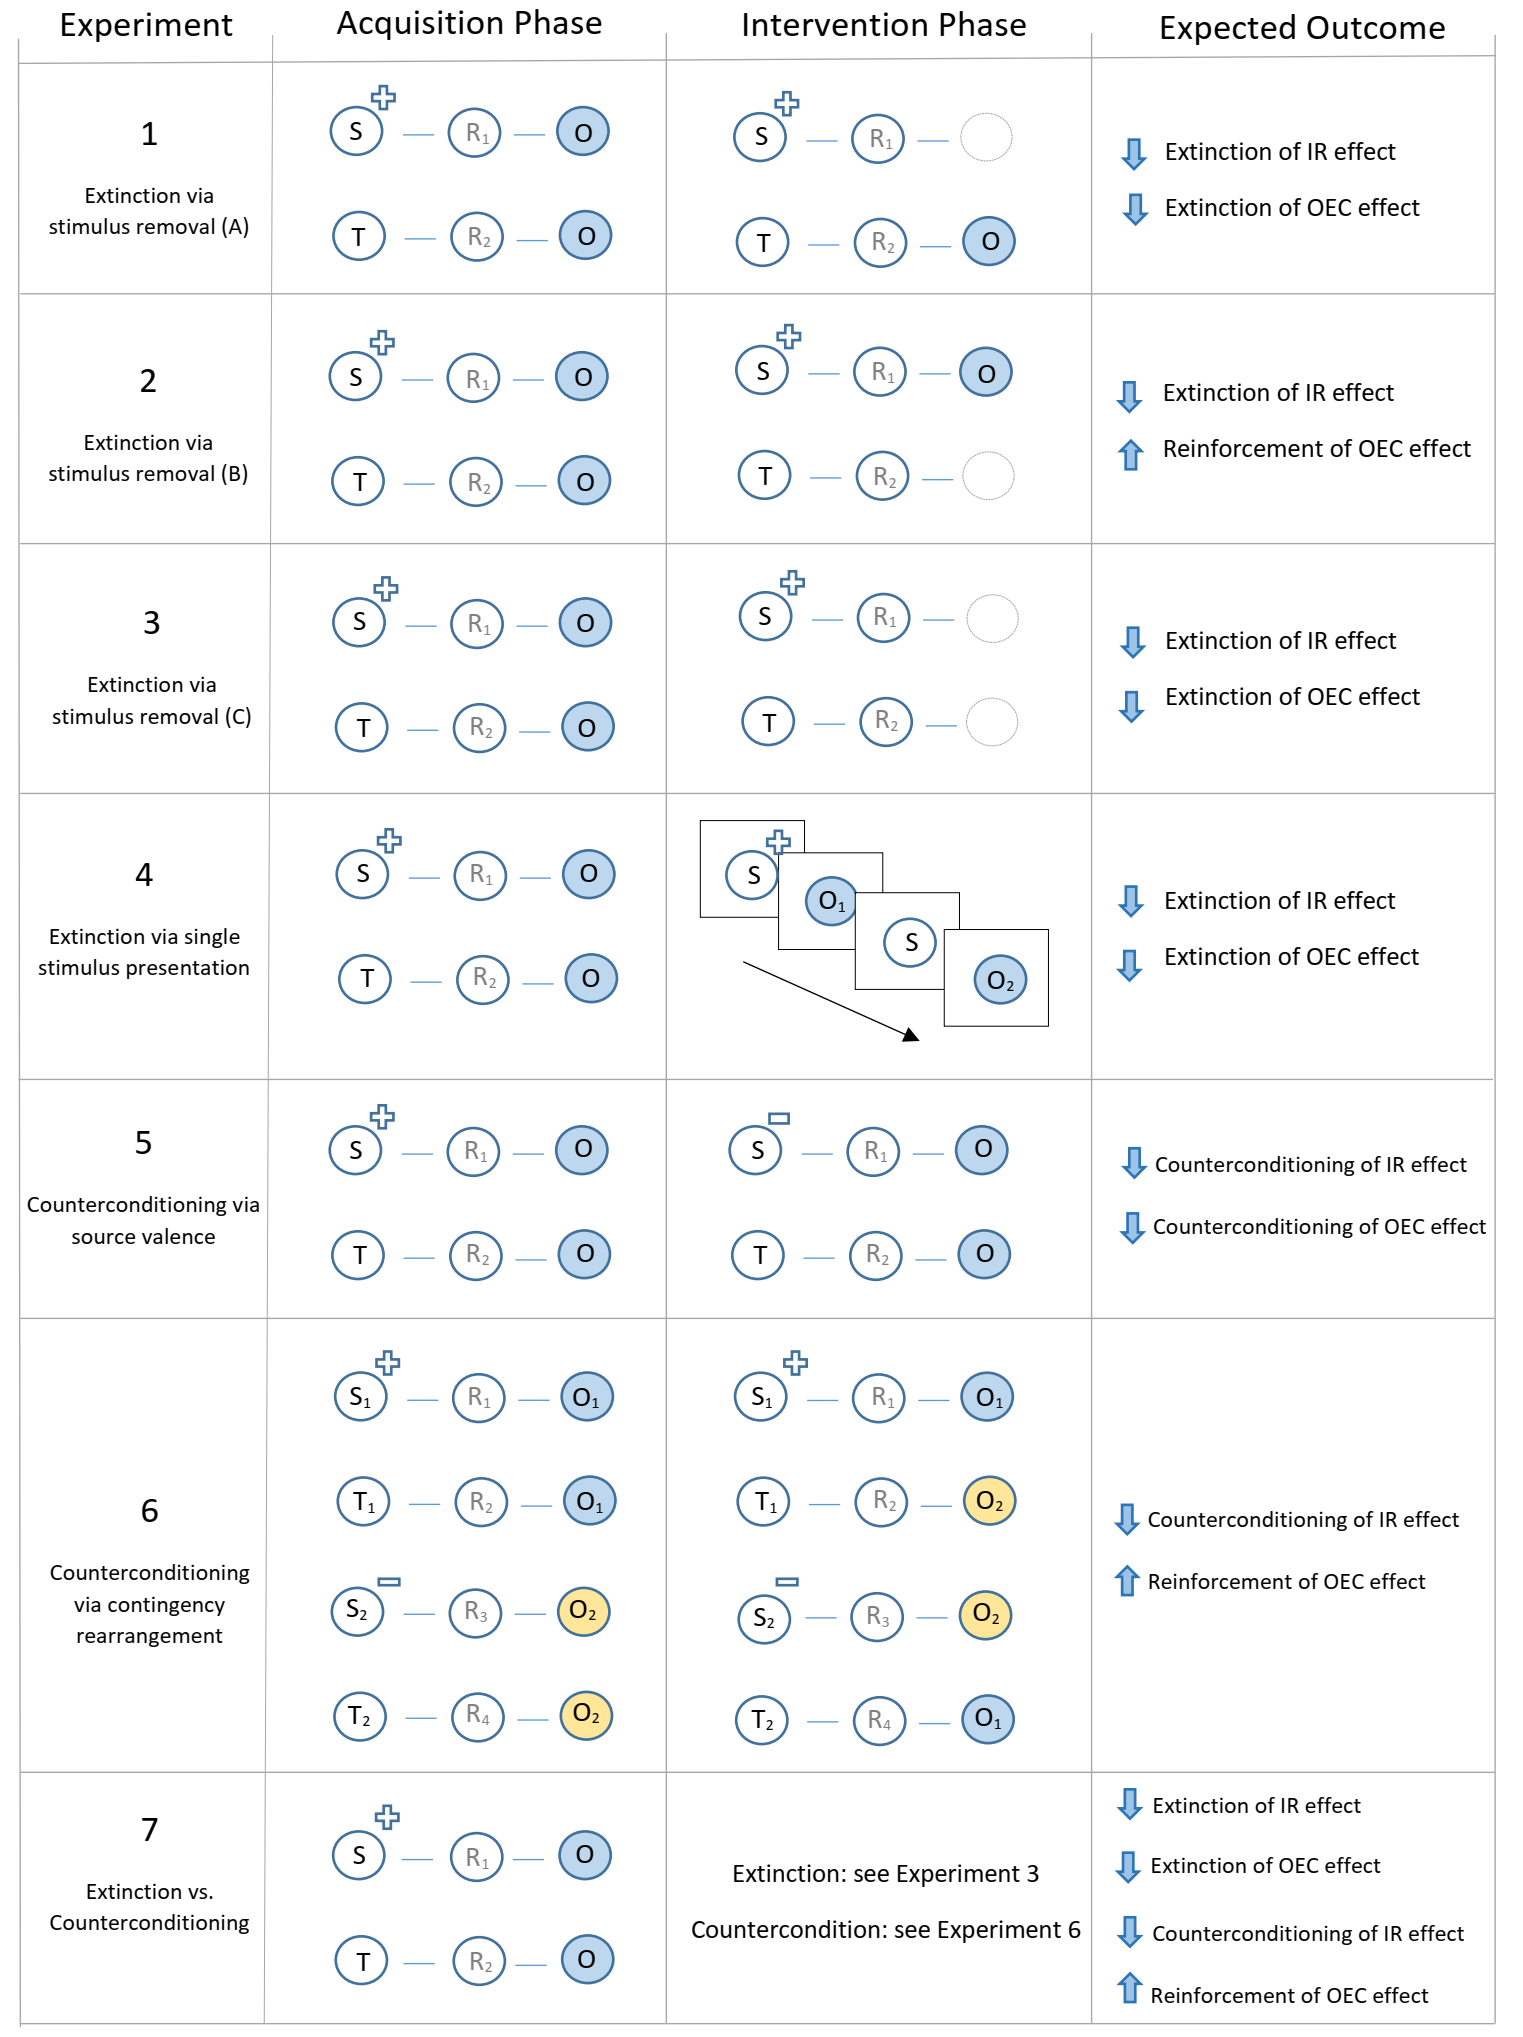 Experiment Acquisition Phase Intervention Phase Expected Outcome
1
Extinction via
stimulus removal (A)
S R₁ O
T R₂ O
S R₁
T R₂ O
Extinction of IR effect
Extinction of OEC effect
2
Extinction via
stimulus removal (B)
S R₁ O
T R₂ O
S R₁ O
T R₂
Extinction of IR effect
Reinforcement of OEC effect
3
Extinction via
stimulus removal (C)
S R₁ O
T R₂ O
S R₁
T R₂
Extinction of IR effect
Extinction of OEC effect
4
Extinction via single
stimulus presentation
S R₁ O
T R₂ O
S
O₁
S
O₂
Extinction of IR effect
Extinction of OEC effect
5
Counterconditioning via
source valence
S R₁ O
T R₂ O
S R₁ O
T R₂ O
Counterconditioning of IR effect
Counterconditioning of OEC effect
6
Counterconditioning
via contingency
rearrangement
S₁ R₁ O₁
T₁ R₂ O₁
S₂ R₃ O₂
T₂ R₄ O₂
S₁ R₁ O₁
T₁ R₂ O₂
S₂ R₃ O₂
T₂ R₄ O₁
Counterconditioning of IR effect
Reinforcement of OEC effect
7
Extinction vs.
Counterconditioning
S R₁ O
T R₂ O
Extinction: see Experiment 3
Countercondition: see Experiment 6
Extinction of IR effect
Extinction of OEC effect
Counterconditioning of IR effect
Reinforcement of OEC effect